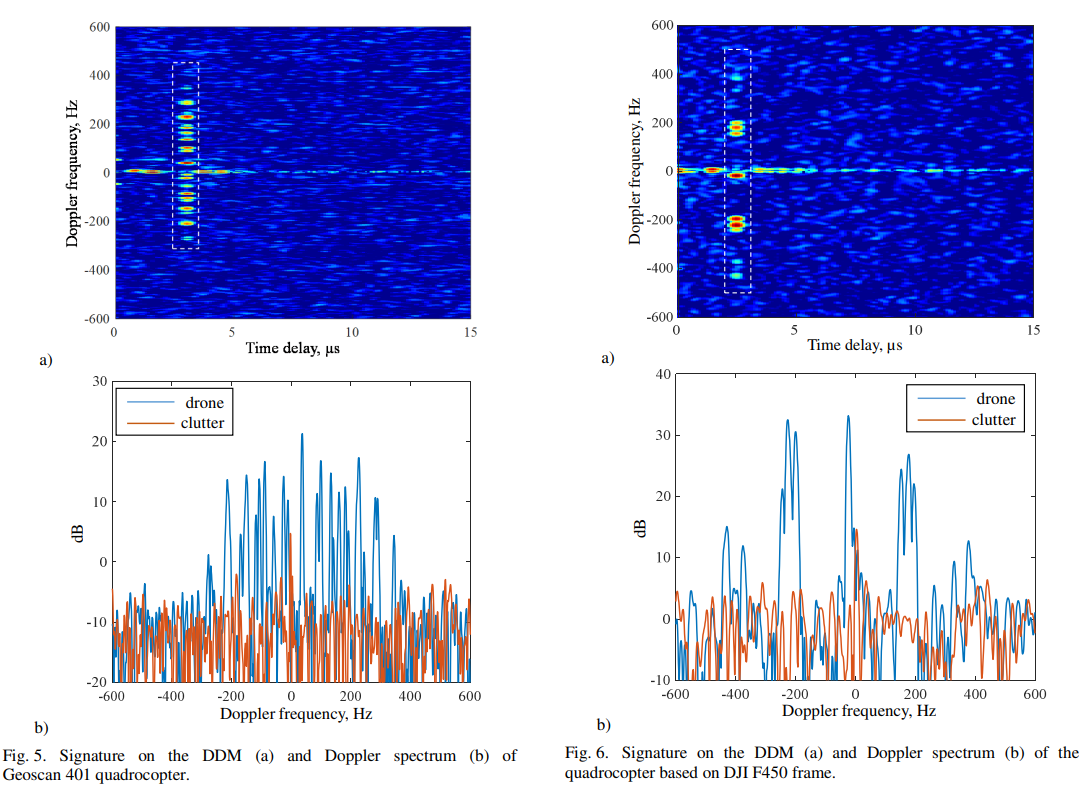 600
400
200
0
-200
-400
-600
Doppler frequency, Hz
0
5
10
15
Time delay, µs
a)
30
20
10
0
-10
-20
dB
drone
clutter
-600
-400
-200
0
200
400
600
Doppler frequency, Hz
b)
Fig. 5. Signature on the DDM (a) and Doppler spectrum (b) of
Geoscan 401 quadrocopter.
600
400
200
0
-200
-400
-600
Doppler frequency, Hz
0
5
10
15
Time delay, µs
a)
40
30
20
10
0
-10
dB
drone
clutter
-600
-400
-200
0
200
400
600
Doppler frequency, Hz
b)
Fig. 6. Signature on the DDM (a) and Doppler spectrum (b) of the
quadrocopter based on DJI F450 frame.